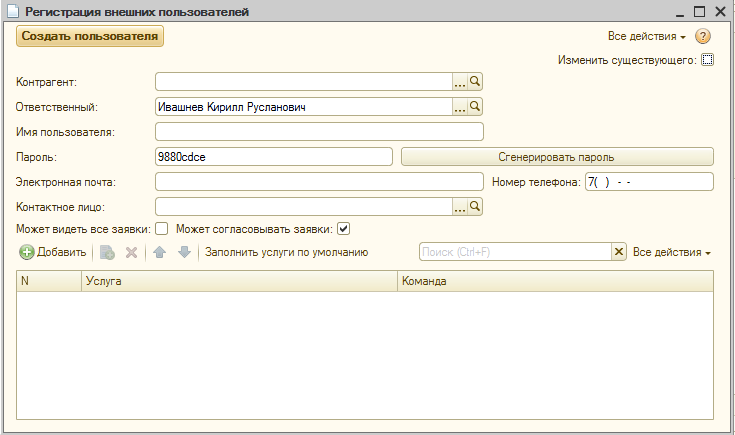 Регистрация внешних пользователей
Создать пользователя
Все действия
?
Изменить существующего:
Контрагент:
...
Ответственный: Ивашнев Кирилл Русланович
...
Имя пользователя:
Пароль: 9880cdce Сгенерировать пароль
Электронная почта: Номер телефона: 7( ) - -
Контактное лицо:
...
Может видеть все заявки: Может согласовывать заявки:
Добавить Заполнить услуги по умолчанию Поиск (Ctrl+F) Все действия
N Услуга Команда